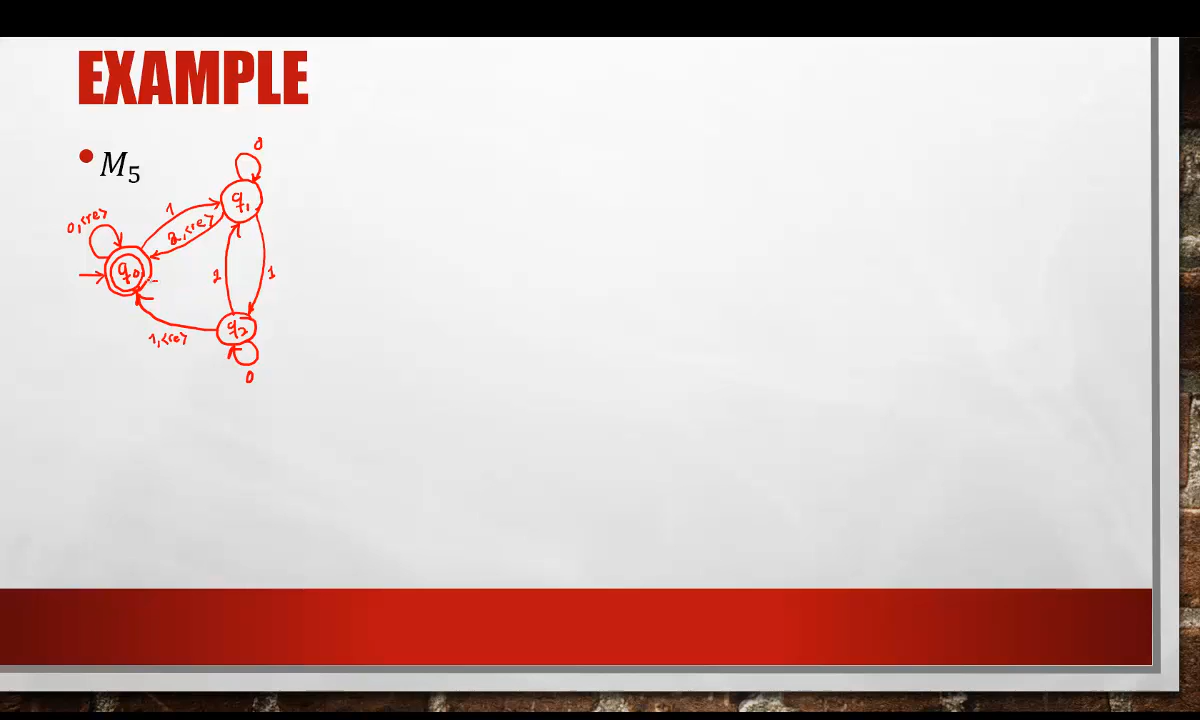 EXAMPLE
• M₅
0
q₁
1
0,<re>
2,<re>
q₀
2
1
q₂
1,<re>
0